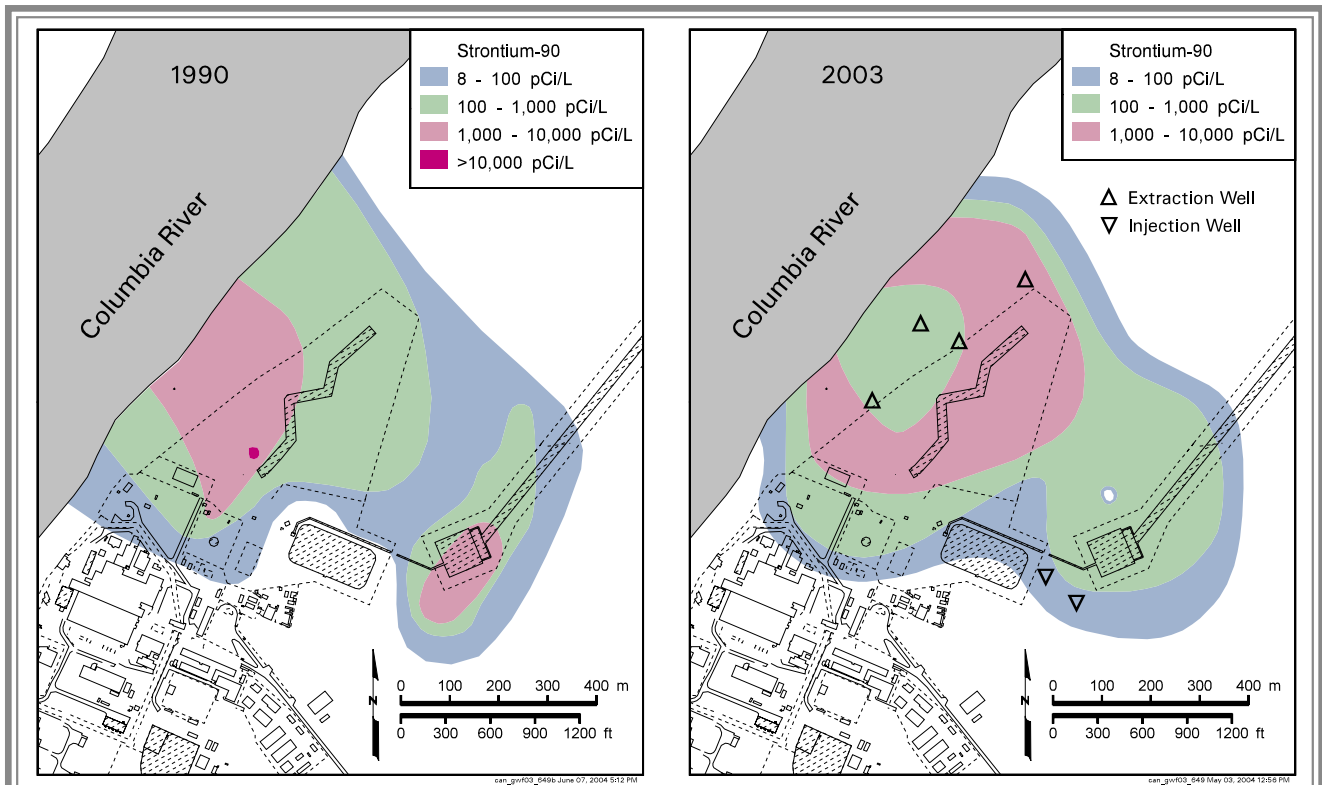 1990
Strontium-90
8 - 100 pCi/L
100 - 1,000 pCi/L
1,000 - 10,000 pCi/L
>10,000 pCi/L
Columbia River
N
0 100 200 300 400 m
0 300 600 900 1200 ft
can_gwf03_649b June 07, 2004 5:12 PM
2003
Strontium-90
8 - 100 pCi/L
100 - 1,000 pCi/L
1,000 - 10,000 pCi/L
Extraction Well
Injection Well
Columbia River
N
0 100 200 300 400 m
0 300 600 900 1200 ft
can_gwf03_649 May 03, 2004 12:56 PM